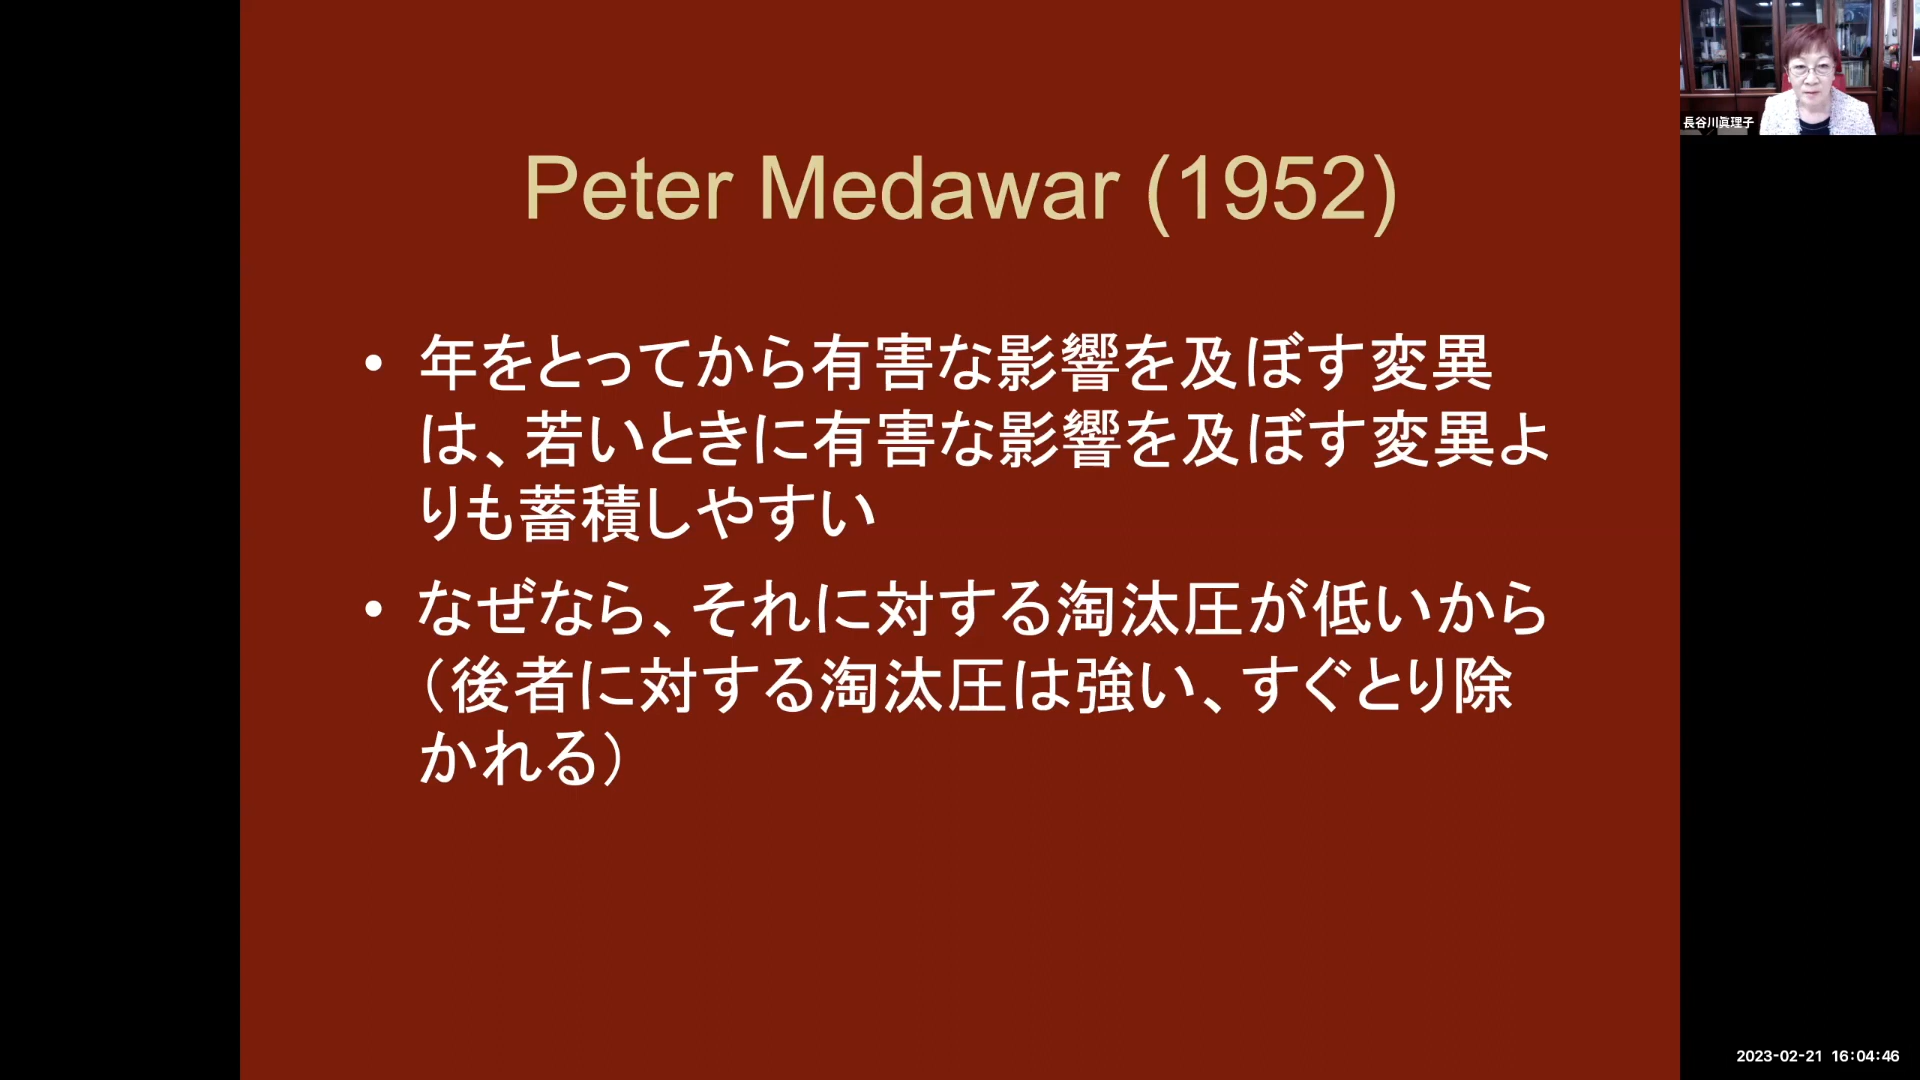 長谷川眞理子
Peter Medawar (1952)
• 年をとってから有害な影響を及ぼす変異
は、若いときに有害な影響を及ぼす変異よ
りも蓄積しやすい
• なぜなら、それに対する淘汰圧が低いから
（後者に対する淘汰圧は強い、すぐとり除
かれる）
2023-02-21 16:04:46